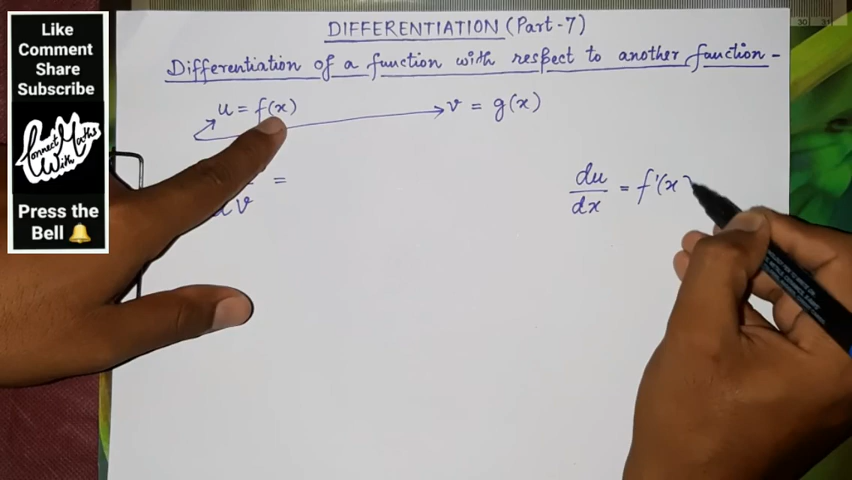 Like
Comment
Share
Subscribe
Connect
With Maths
Press the
Bell 🔔
DIFFERENTIATION (Part-7)
Differentiation of a function with respect to another function -
u = f(x) v = g(x)
dv =
du/dx = f'(x)